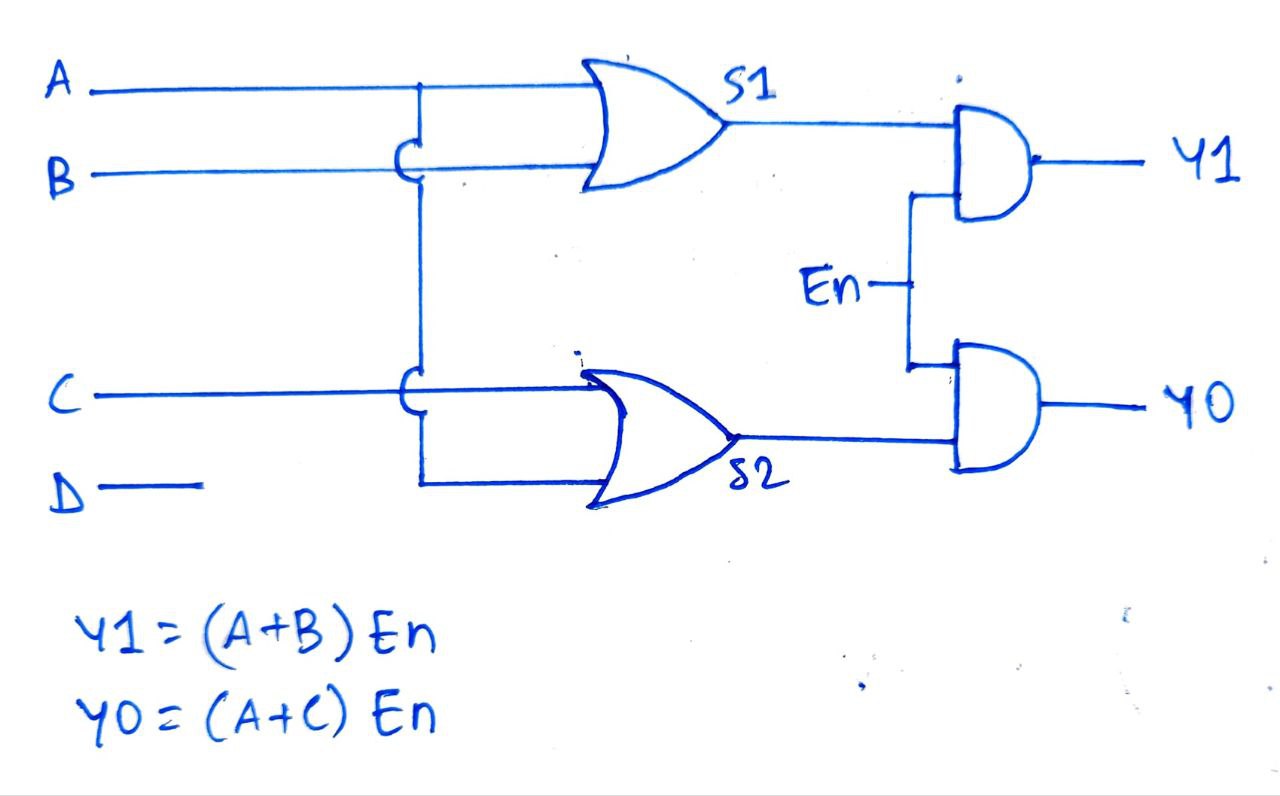 A
S1
Y1
B
En
C
Y0
D
S2
Y1 = (A+B) En
Y0 = (A+C) En